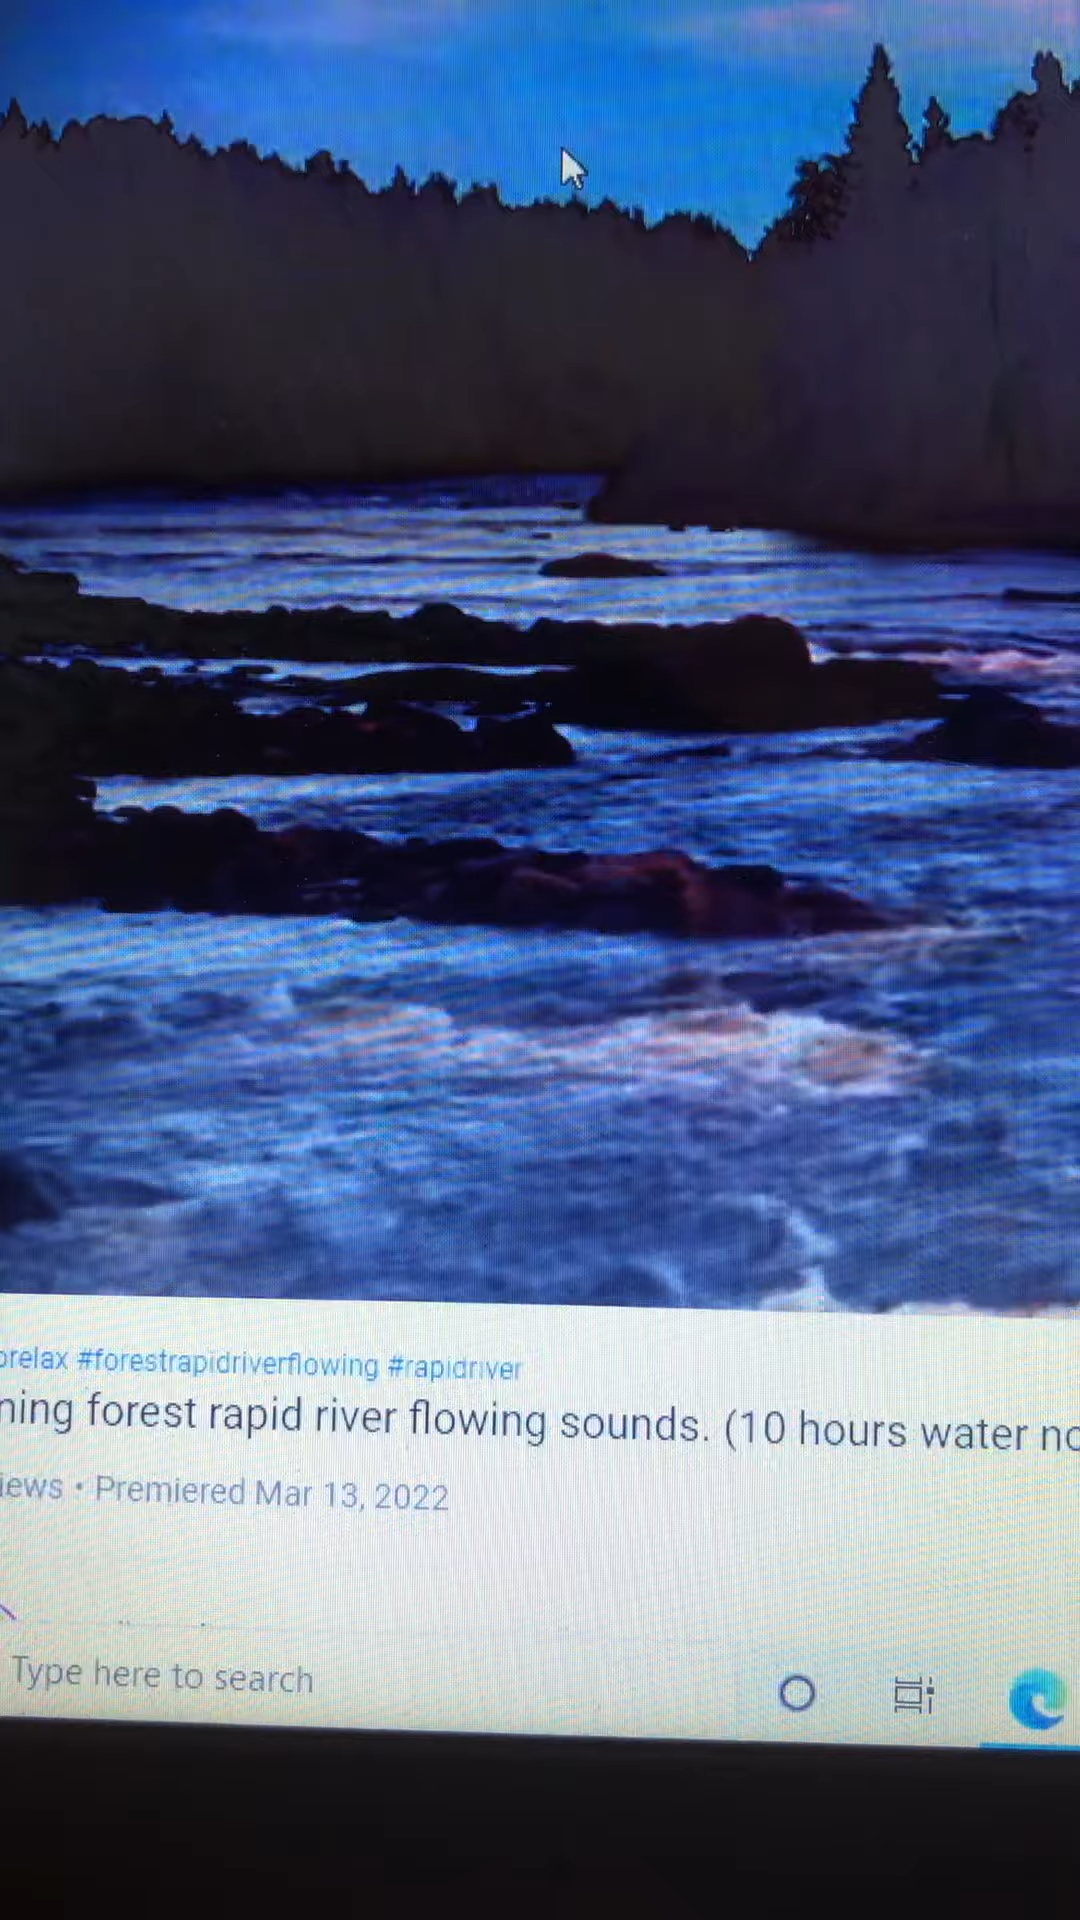 #forestrapidriverflowing #rapidriver
forest rapid river flowing sounds. (10 hours water
• Premiered Mar 13, 2022
Type here to search